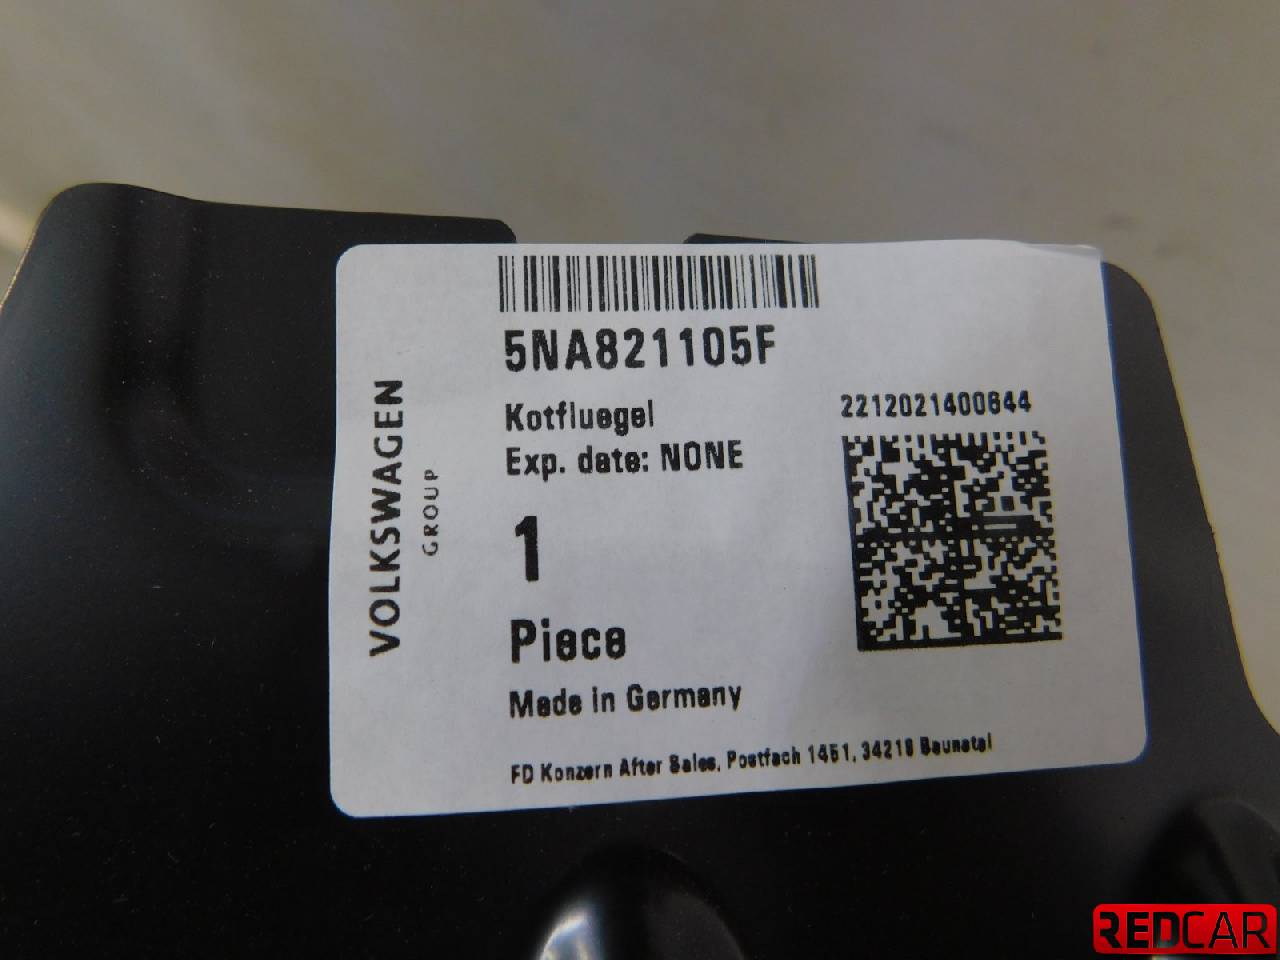 5NA821105F
Kotfluegel
Exp. date: NONE
1
Piece
Made in Germany
FD Konzern After Sales, Postfach 1451, 34218 Baunatal
VOLKSWAGEN
GROUP
2212021400644
REDCAR